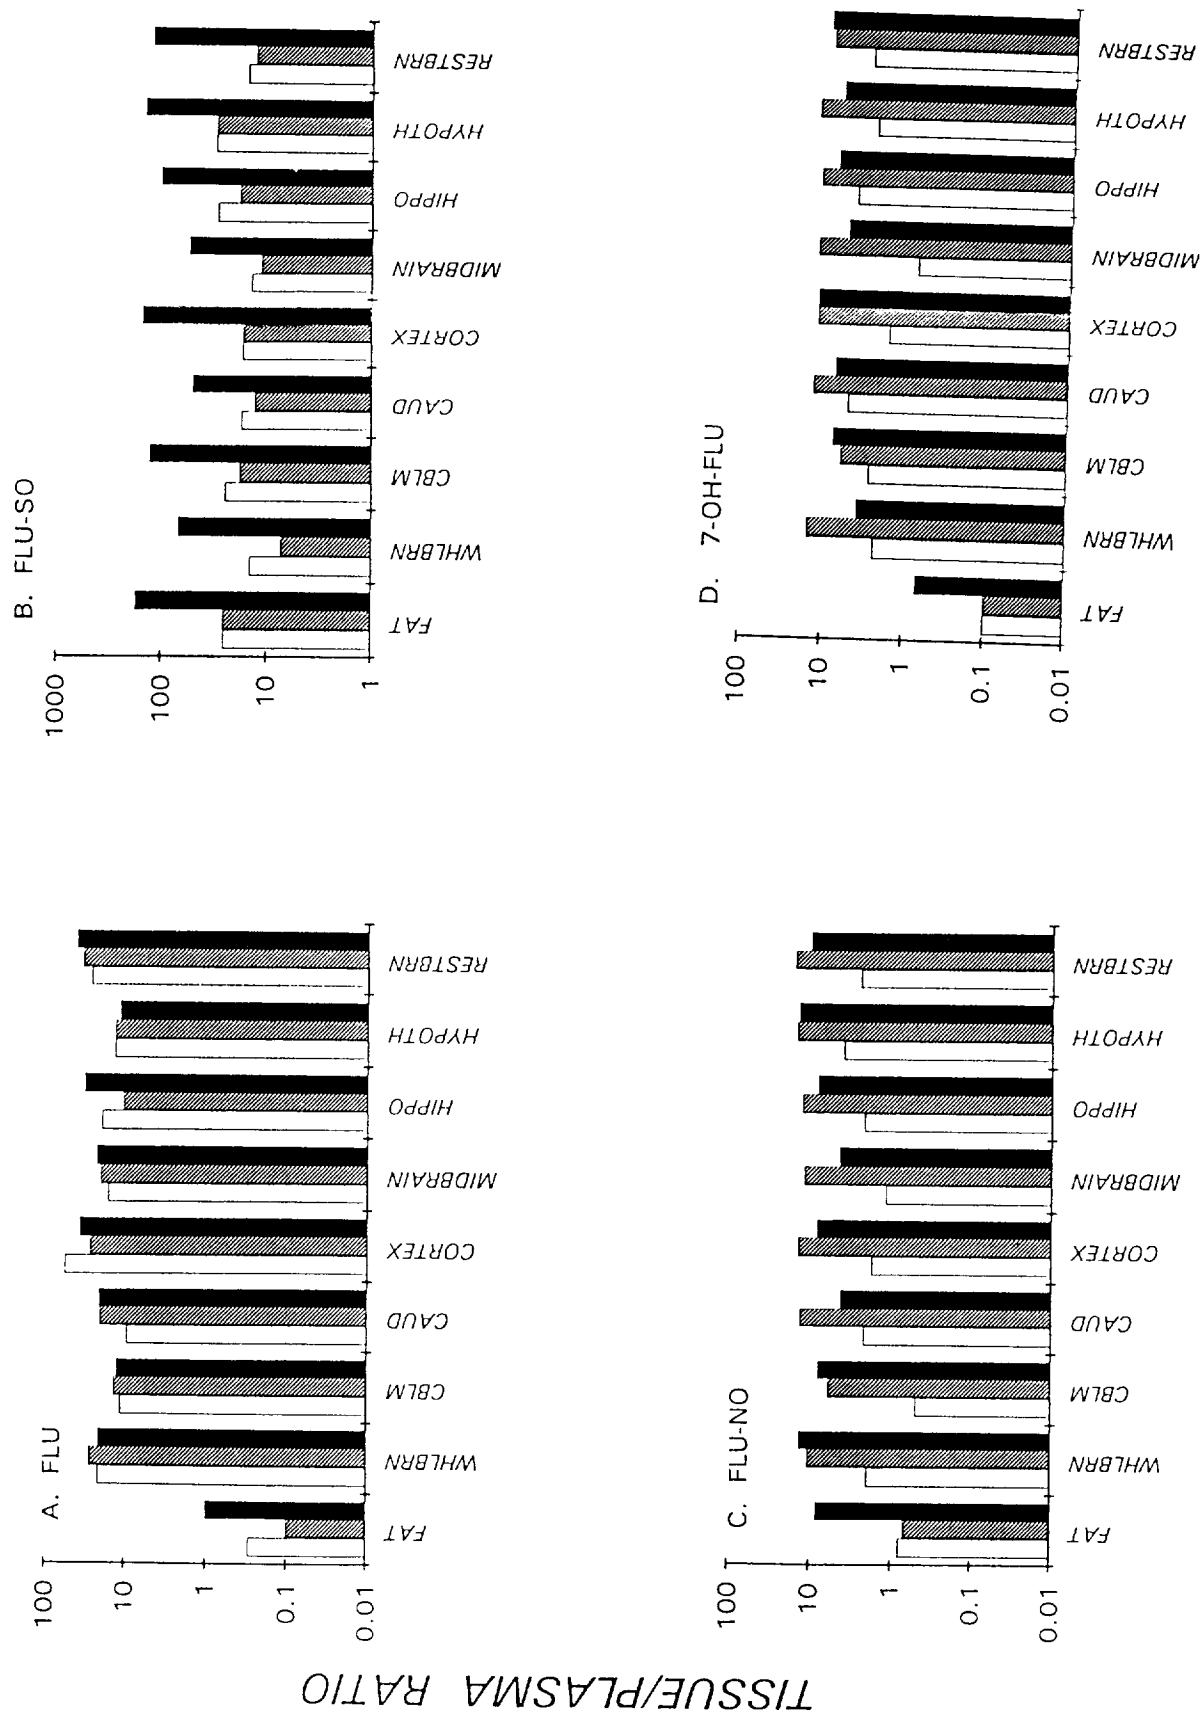 TISSUE/PLASMA RATIO
A. FLU
100
10
1
0.1
0.01
FAT
WHLBRN
CBLM
CAUD
CORTEX
MIDBRAIN
HIPPO
HYPOTH
RESTBRN
B. FLU-SO
1000
100
10
1
FAT
WHLBRN
CBLM
CAUD
CORTEX
MIDBRAIN
HIPPO
HYPOTH
RESTBRN
C. FLU-NO
100
10
1
0.1
0.01
FAT
WHLBRN
CBLM
CAUD
CORTEX
MIDBRAIN
HIPPO
HYPOTH
RESTBRN
D. 7-OH-FLU
100
10
1
0.1
0.01
FAT
WHLBRN
CBLM
CAUD
CORTEX
MIDBRAIN
HIPPO
HYPOTH
RESTBRN